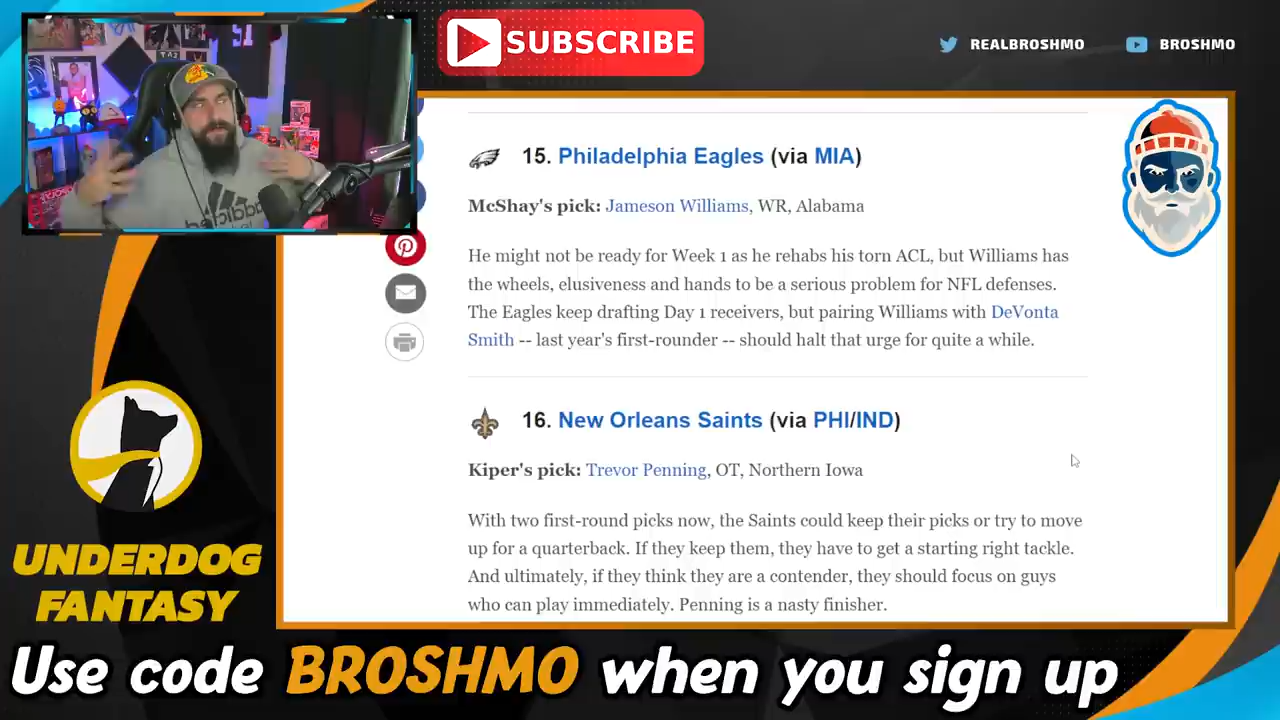 SUBSCRIBE
REALBROSHMO
BROSHMO
15. Philadelphia Eagles (via MIA)
McShay's pick: Jameson Williams, WR, Alabama
He might not be ready for Week 1 as he rehabs his torn ACL, but Williams has
the wheels, elusiveness and hands to be a serious problem for NFL defenses.
The Eagles keep drafting Day 1 receivers, but pairing Williams with DeVonta
Smith -- last year's first-rounder -- should halt that urge for quite a while.
16. New Orleans Saints (via PHI/IND)
Kiper's pick: Trevor Penning, OT, Northern Iowa
With two first-round picks now, the Saints could keep their picks or try to move
up for a quarterback. If they keep them, they have to get a starting right tackle.
And ultimately, if they think they are a contender, they should focus on guys
who can play immediately. Penning is a nasty finisher.
UNDERDOG
FANTASY
Use code BROSHMO when you sign up